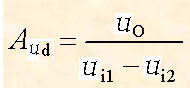 A_ud = u_o / (u_i1 − u_i2)